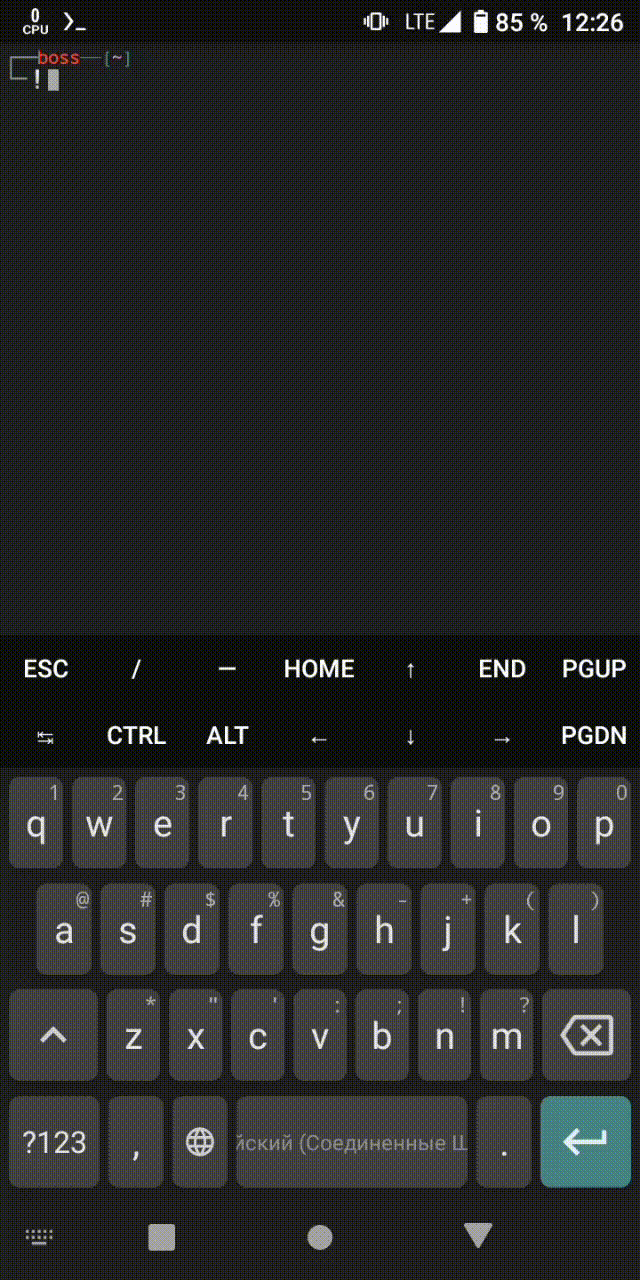 0
CPU
LTE 85 % 12:26
boss [~]
!
ESC / — HOME ↑ END PGUP
↹ CTRL ALT ← ↓ → PGDN
1 2 3 4 5 6 7 8 9 0
q w e r t y u i o p
@ # $ % & - + ( )
a s d f g h j k l
* " ' : ; ! ?
z x c v b n m
?123 , йский (Соединенные Ш .